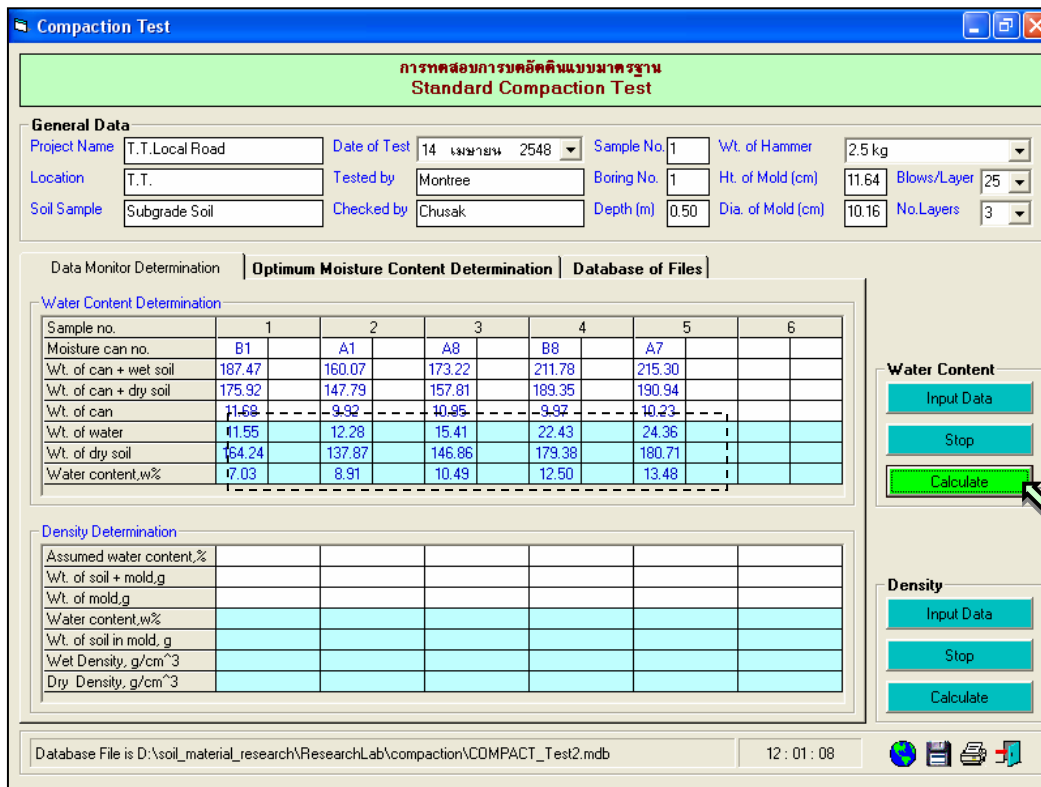 Compaction Test
การทดสอบการบดอัดดินแบบมาตรฐาน
Standard Compaction Test
General Data
Project Name T.T.Local Road Date of Test 14 เมษายน 2548 Sample No. 1 Wt. of Hammer 2.5 kg
Location T.T. Tested by Montree Boring No. 1 Ht. of Mold (cm) 11.64 Blows/Layer 25
Soil Sample Subgrade Soil Checked by Chusak Depth (m) 0.50 Dia. of Mold (cm) 10.16 No.Layers 3
Data Monitor Determination Optimum Moisture Content Determination Database of Files
Water Content Determination
Sample no. 1 2 3 4 5 6
Moisture can no. B1 A1 A8 B8 A7
Wt. of can + wet soil 187.47 160.07 173.22 211.78 215.30
Wt. of can + dry soil 175.92 147.79 157.81 189.35 190.94
Wt. of can 11.68 9.92 10.95 9.97 10.23
Wt. of water 11.55 12.28 15.41 22.43 24.36
Wt. of dry soil 164.24 137.87 146.86 179.38 180.71
Water content,w% 7.03 8.91 10.49 12.50 13.48
Water Content
Input Data
Stop
Calculate
Density Determination
Assumed water content,%
Wt. of soil + mold,g
Wt. of mold,g
Water content,w%
Wt. of soil in mold, g
Wet Density, g/cm^3
Dry Density, g/cm^3
Density
Input Data
Stop
Calculate
Database File is D:\soil_material_research\ResearchLab\compaction\COMPACT_Test2.mdb 12 : 01 : 08